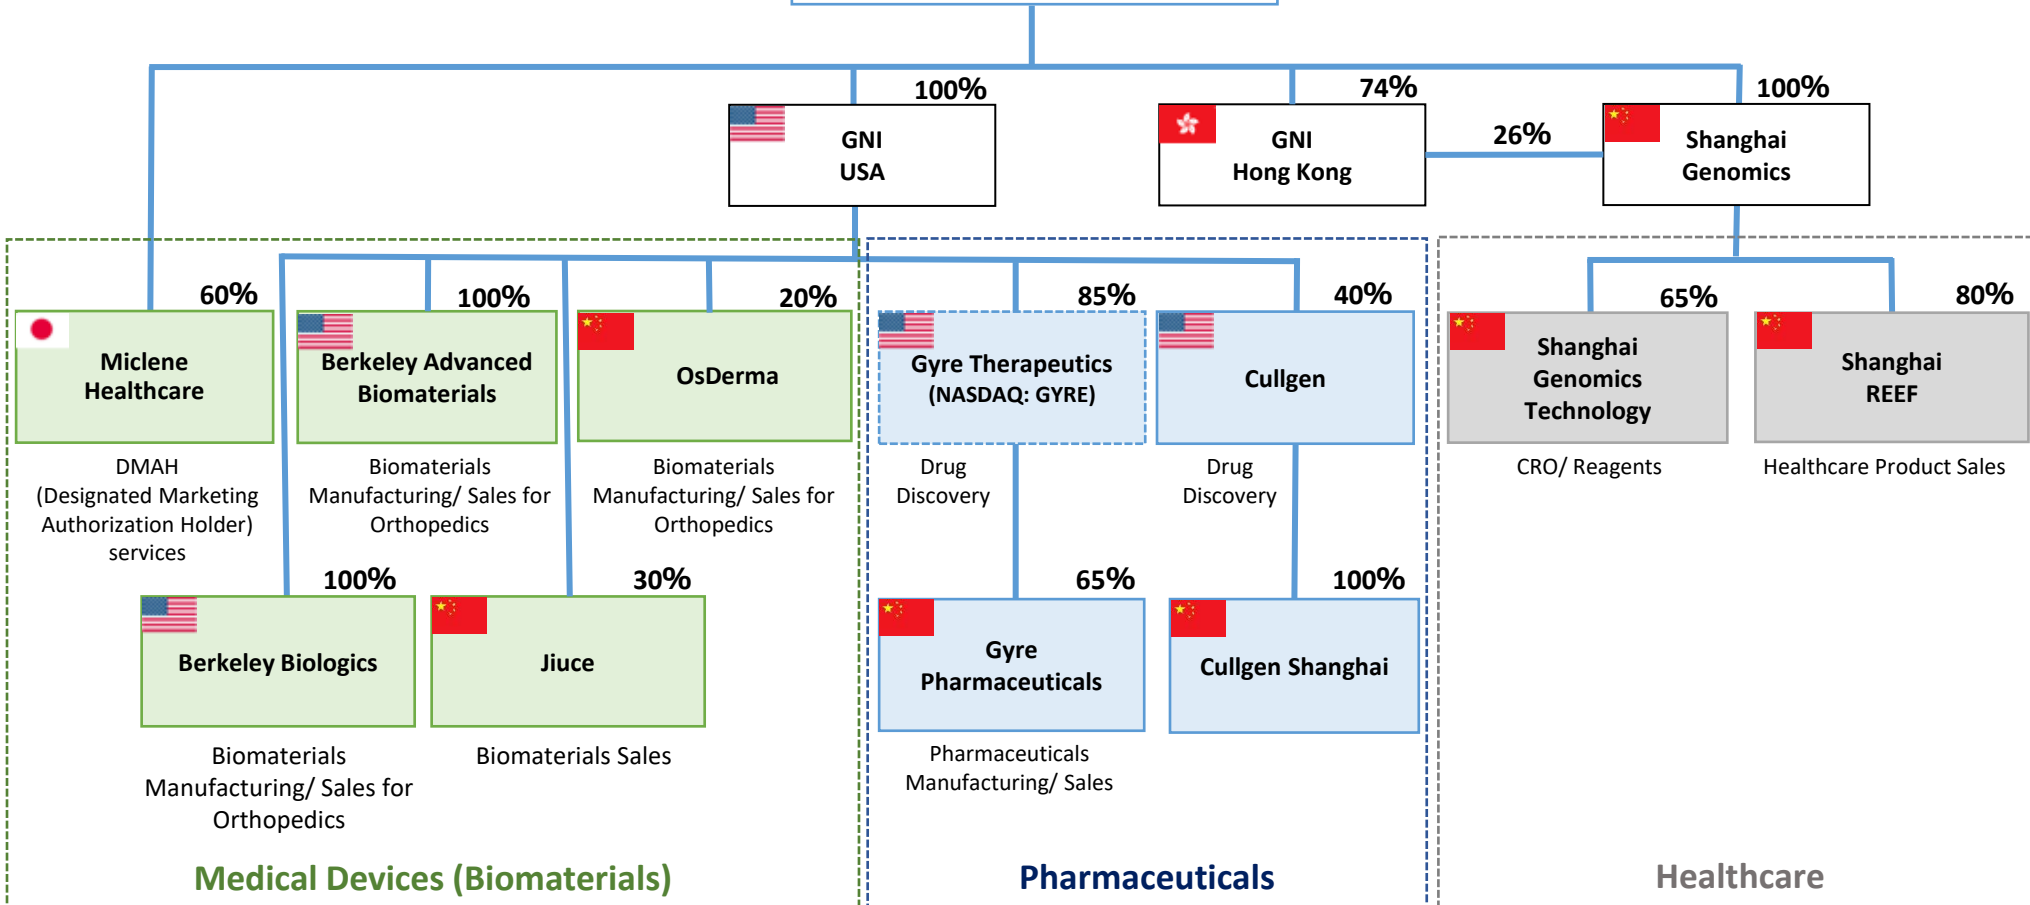 100%
74%
100%
GNI
USA
GNI
Hong Kong
26%
Shanghai
Genomics
60%
100%
20%
85%
40%
65%
80%
Miclene
Healthcare
Berkeley Advanced
Biomaterials
OsDerma
Gyre Therapeutics
(NASDAQ: GYRE)
Cullgen
Shanghai
Genomics
Technology
Shanghai
REEF
DMAH
(Designated Marketing
Authorization Holder)
services
Biomaterials
Manufacturing/ Sales for
Orthopedics
Biomaterials
Manufacturing/ Sales for
Orthopedics
Drug
Discovery
Drug
Discovery
CRO/ Reagents
Healthcare Product Sales
100%
30%
65%
100%
Berkeley Biologics
Jiuce
Gyre
Pharmaceuticals
Cullgen Shanghai
Biomaterials
Manufacturing/ Sales for
Orthopedics
Biomaterials Sales
Pharmaceuticals
Manufacturing/ Sales
Medical Devices (Biomaterials)
Pharmaceuticals
Healthcare